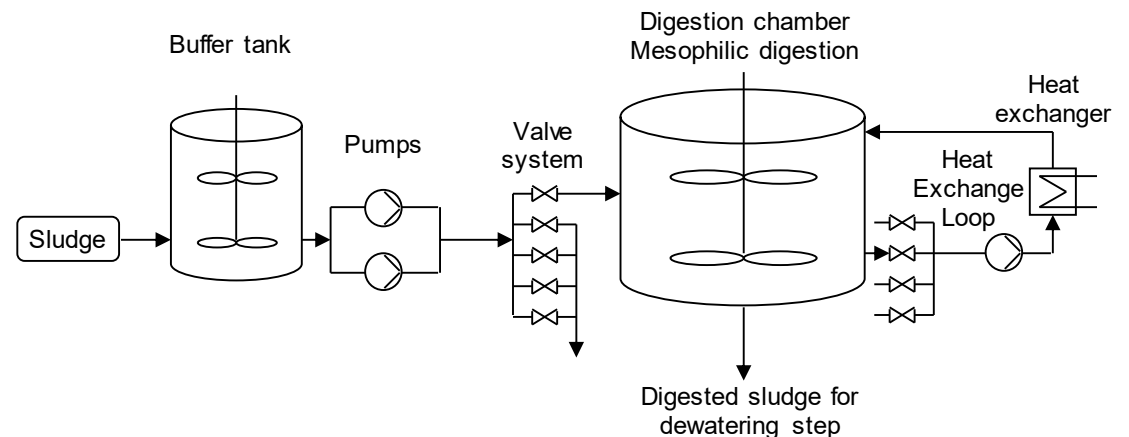 Digestion chamber
Mesophilic digestion
Buffer tank
Heat
exchanger
Pumps
Valve
system
Heat
Exchange
Loop
Sludge
Digested sludge for
dewatering step